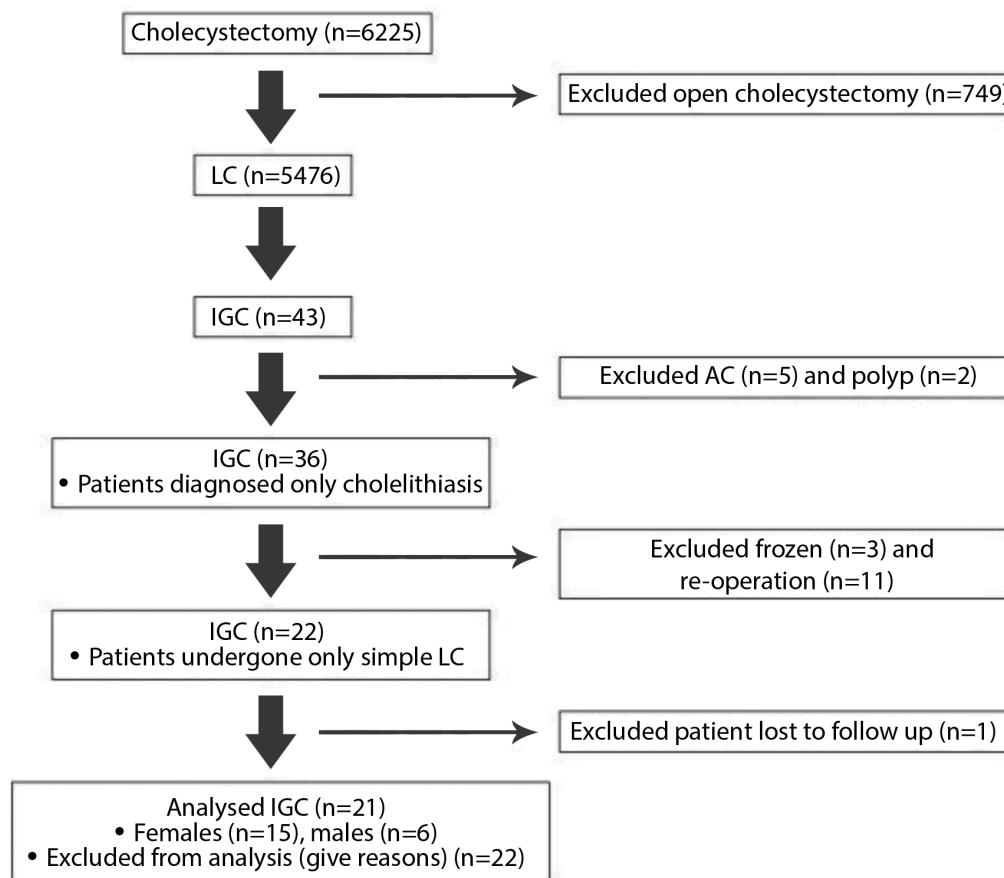 Cholecystectomy (n=6225)
Excluded open cholecystectomy (n=749)
LC (n=5476)
IGC (n=43)
Excluded AC (n=5) and polyp (n=2)
IGC (n=36)
• Patients diagnosed only cholelithiasis
Excluded frozen (n=3) and
re-operation (n=11)
IGC (n=22)
• Patients undergone only simple LC
Excluded patient lost to follow up (n=1)
Analysed IGC (n=21)
• Females (n=15), males (n=6)
• Excluded from analysis (give reasons) (n=22)